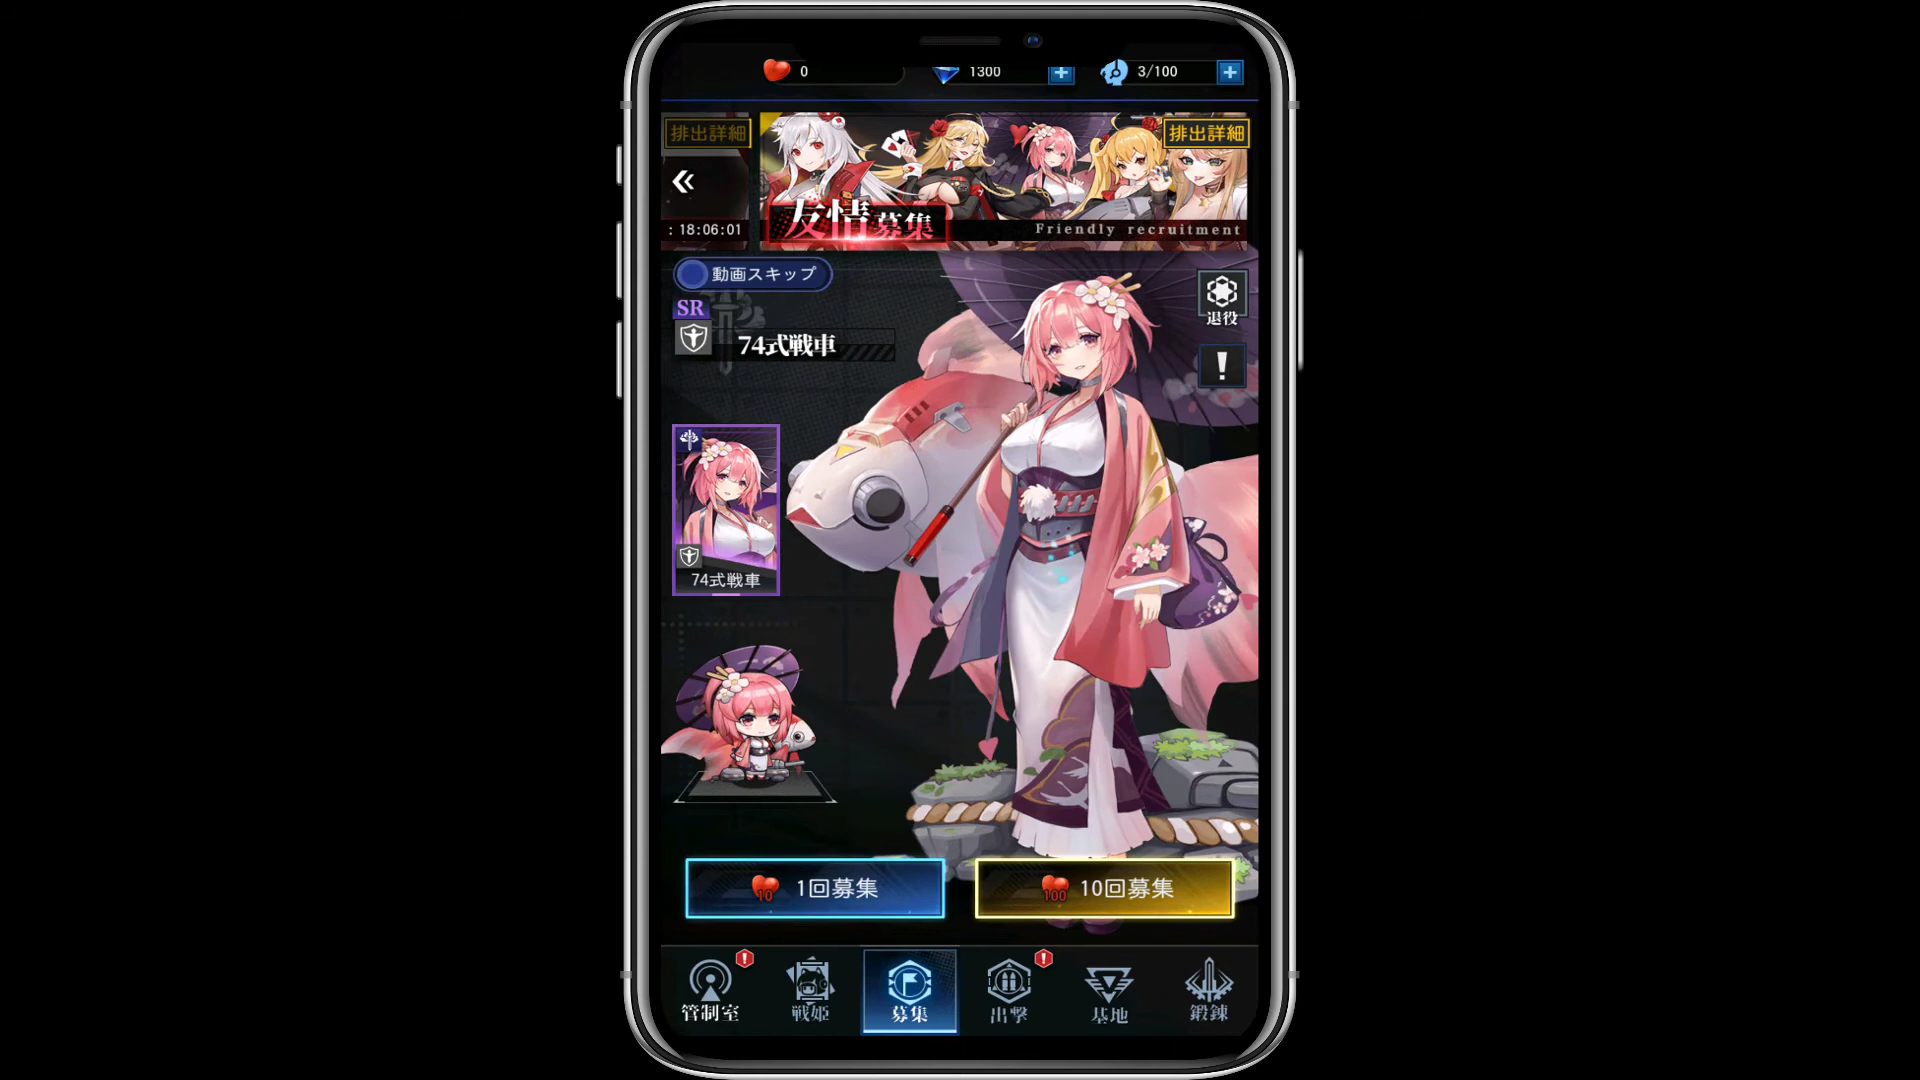 0
1300
3/100
排出詳細
排出詳細
: 18:06:01
友情募集
Friendly recruitment
動画スキップ
SR
74式戦車
退役
74式戦車
10 1回募集
100 10回募集
管制室
戦姫
募集
出撃
基地
鍛錬